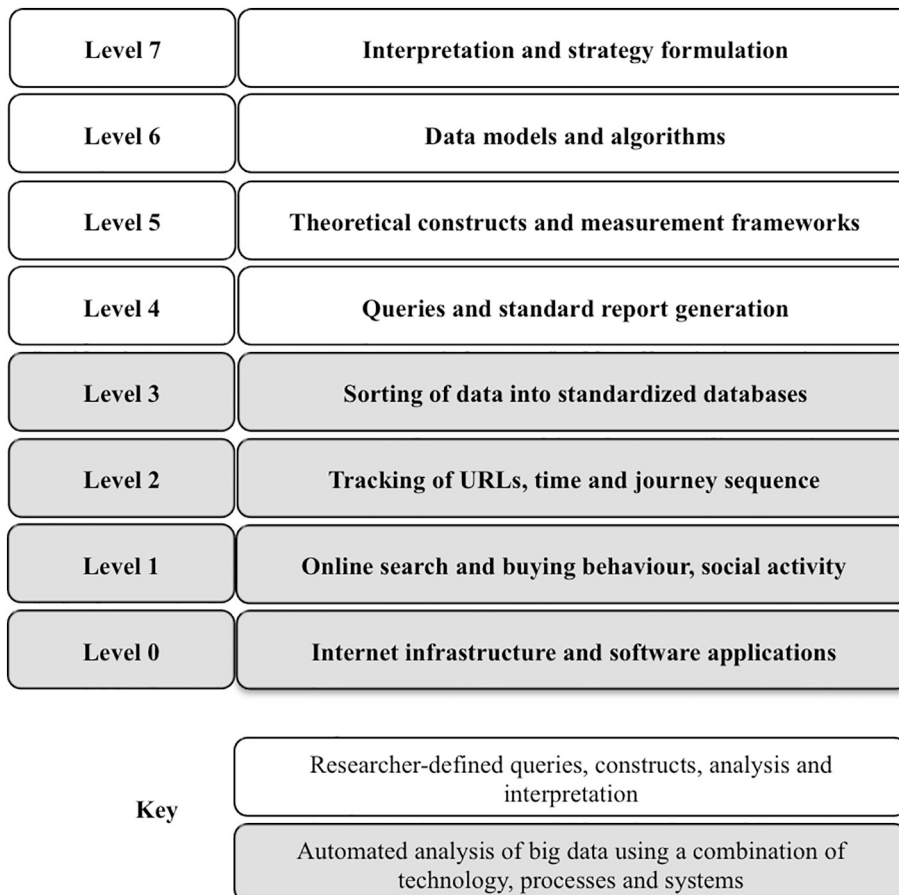 Level 7
Interpretation and strategy formulation
Level 6
Data models and algorithms
Level 5
Theoretical constructs and measurement frameworks
Level 4
Queries and standard report generation
Level 3
Sorting of data into standardized databases
Level 2
Tracking of URLs, time and journey sequence
Level 1
Online search and buying behaviour, social activity
Level 0
Internet infrastructure and software applications
Key
Researcher-defined queries, constructs, analysis and
interpretation
Automated analysis of big data using a combination of
technology, processes and systems